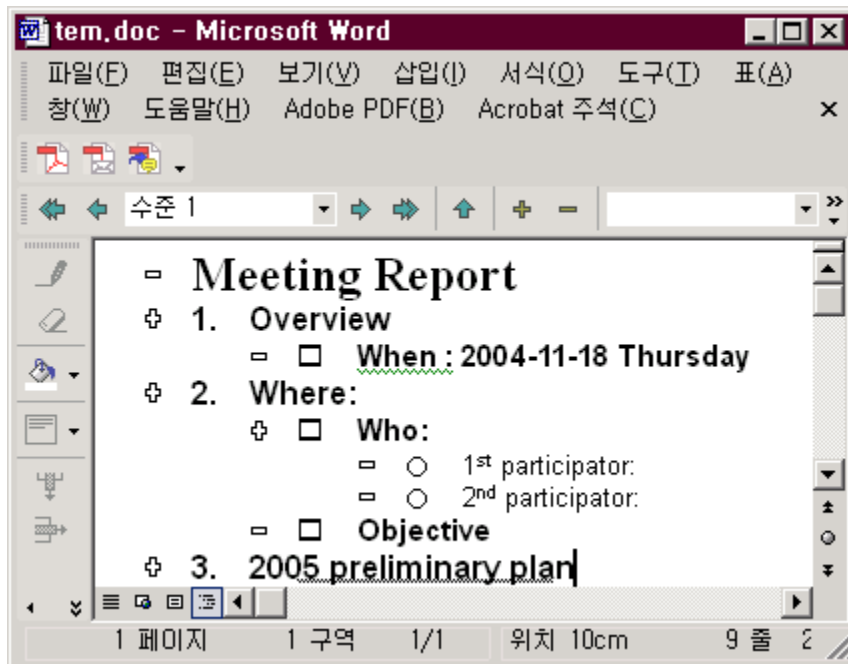 tem.doc - Microsoft Word
파일(F) 편집(E) 보기(V) 삽입(I) 서식(O) 도구(T) 표(A)
창(W) 도움말(H) Adobe PDF(B) Acrobat 주석(C)
수준 1
Meeting Report
1. Overview
When : 2004-11-18 Thursday
2. Where:
Who:
1st participator:
2nd participator:
Objective
3. 2005 preliminary plan
1 페이지 1 구역 1/1 위치 10cm 9 줄 2